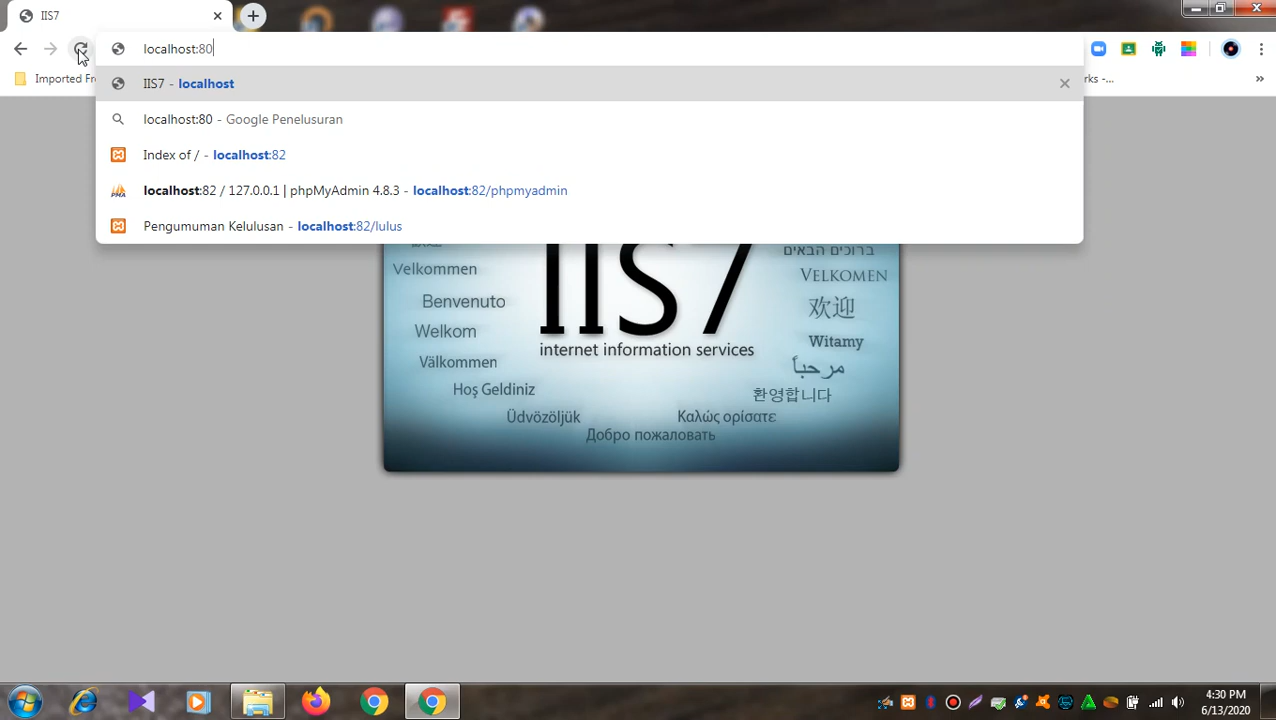 IIS7
localhost:80
Imported Fr
rks -...
»
IIS7 - localhost
localhost:80 - Google Penelusuran
Index of / - localhost:82
localhost:82 / 127.0.0.1 | phpMyAdmin 4.8.3 - localhost:82/phpmyadmin
PMA
Pengumuman Kelulusan - localhost:82/lulus
ברוכים הבאים
Velkommen
VELKOMEN
Benvenuto
欢迎
IIS7
Welkom
Witamy
internet information services
Välkommen
مرحباً
Hoş Geldiniz
환영합니다
Üdvözöljük
Καλώς ορίσατε
Добро пожаловать
4:30 PM
6/13/2020